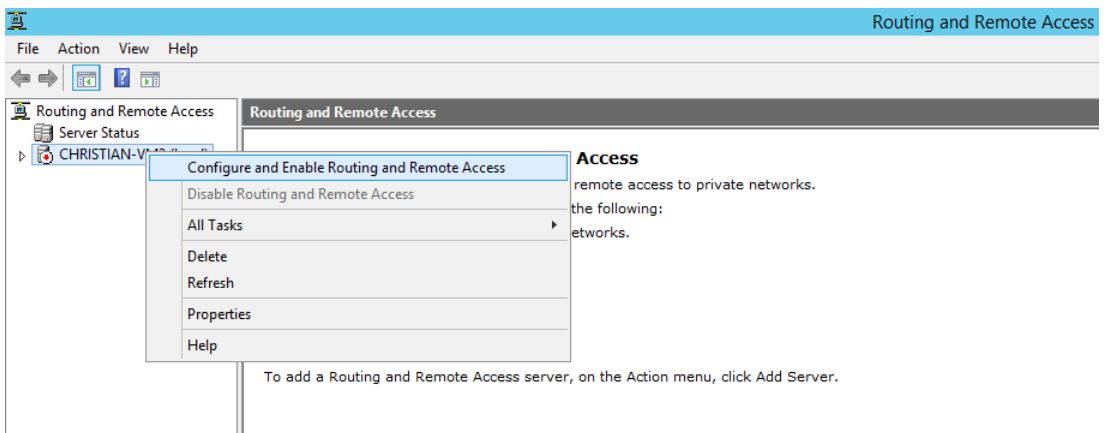 Routing and Remote Access
File Action View Help
Routing and Remote Access
Server Status
CHRISTIAN-VM2 (local)
Routing and Remote Access
Configure and Enable Routing and Remote Access
Disable Routing and Remote Access
All Tasks
Delete
Refresh
Properties
Help
Access
remote access to private networks.
the following:
etworks.
To add a Routing and Remote Access server, on the Action menu, click Add Server.